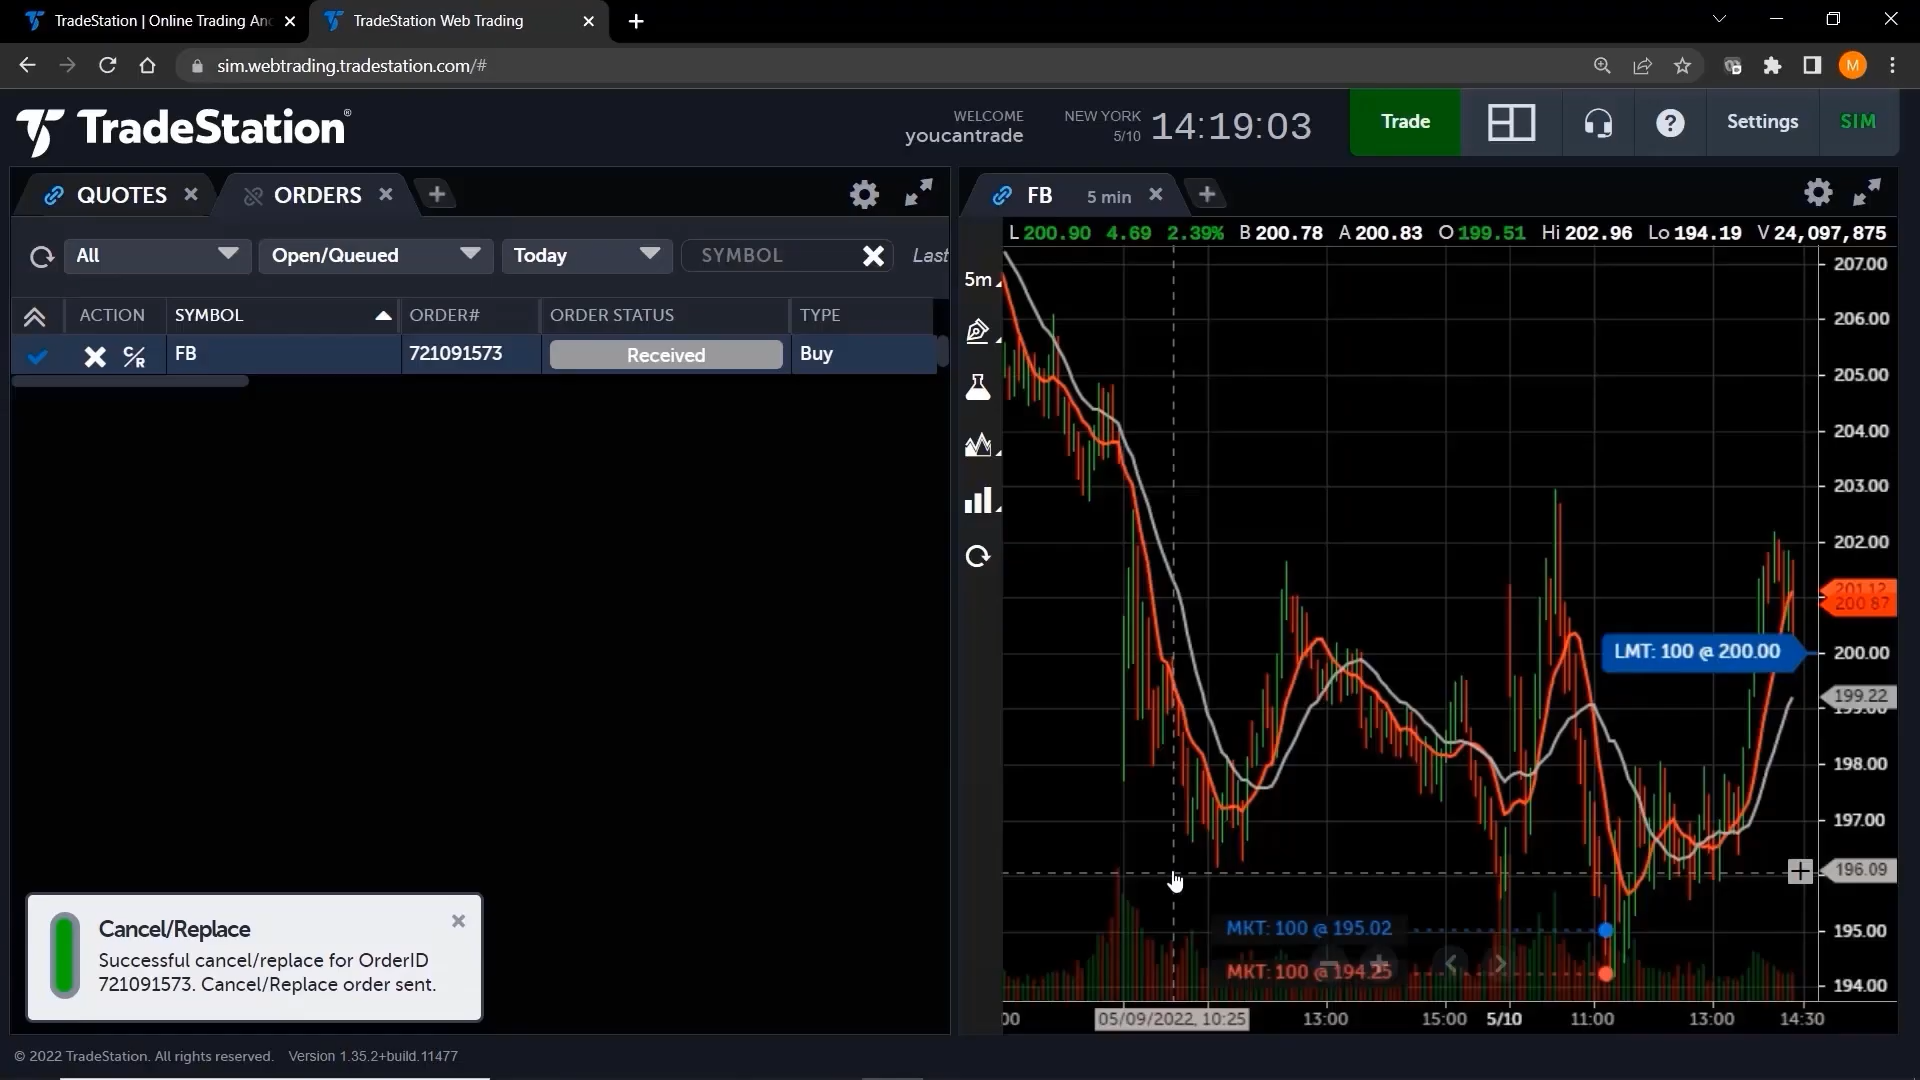 TradeStation | Online Trading And
TradeStation Web Trading
sim.webtrading.tradestation.com/#
M
TradeStation®
WELCOME
youcantrade
NEW YORK
5/10
14:19:03
Trade
?
Settings
SIM
QUOTES
ORDERS
FB 5 min
All
Open/Queued
Today
SYMBOL
Last
L 200.90 4.69 2.39% B 200.78 A 200.83 O 199.51 Hi 202.96 Lo 194.19 V 24,097,875
ACTION SYMBOL ORDER# ORDER STATUS TYPE
C/R FB 721091573 Received Buy
5m
207.00
206.00
205.00
204.00
203.00
202.00
201.12
200.87
LMT: 100 @ 200.00
200.00
199.22
199.00
198.00
197.00
196.09
MKT: 100 @ 195.02
195.00
MKT: 100 @ 194.25
194.00
05/09/2022, 10:25 13:00 15:00 5/10 11:00 13:00 14:30
Cancel/Replace
Successful cancel/replace for OrderID
721091573. Cancel/Replace order sent.
© 2022 TradeStation. All rights reserved. Version 1.35.2+build.11477